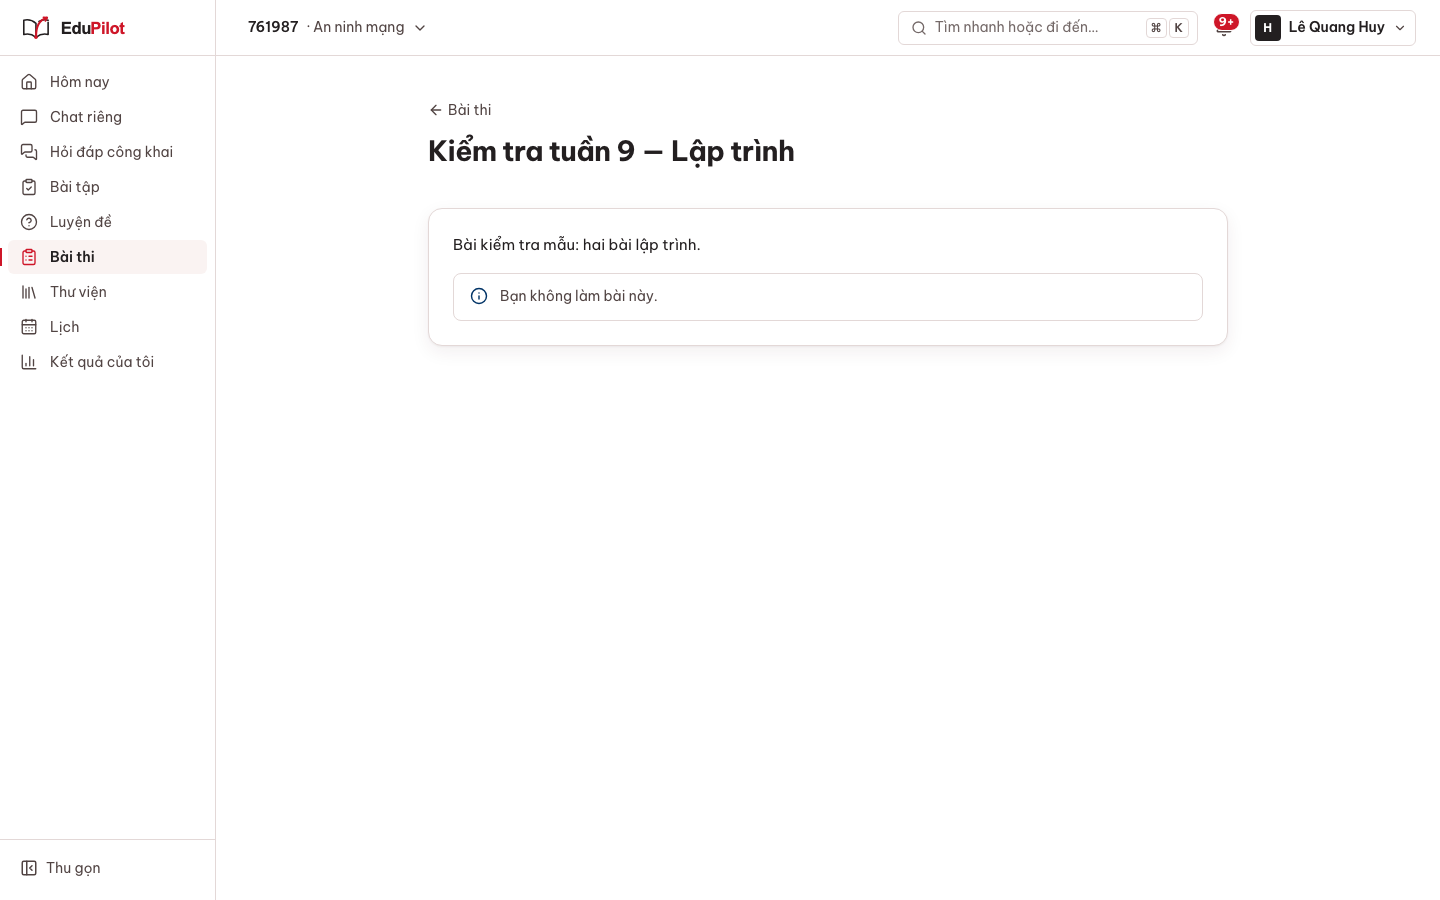 EduPilot
761987 · An ninh mạng
Tìm nhanh hoặc đi đến...
⌘ K
9+
H
Lê Quang Huy
Hôm nay
Chat riêng
Hỏi đáp công khai
Bài tập
Luyện đề
Bài thi
Thư viện
Lịch
Kết quả của tôi
Thu gọn
Bài thi
Kiểm tra tuần 9 — Lập trình
Bài kiểm tra mẫu: hai bài lập trình.
Bạn không làm bài này.